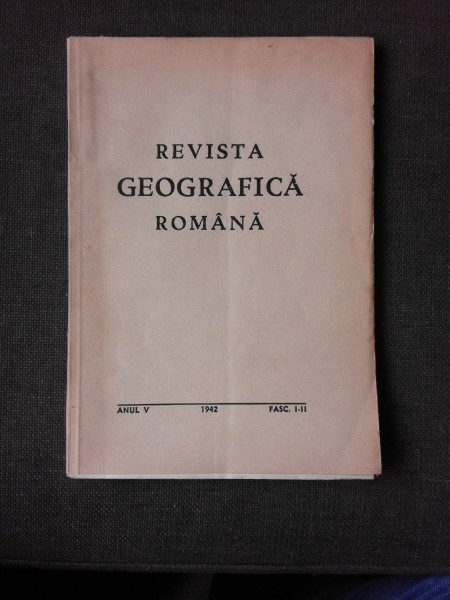 REVISTA
GEOGRAFICĂ
ROMÂNĂ
ANUL V 1942 FASC. I-II